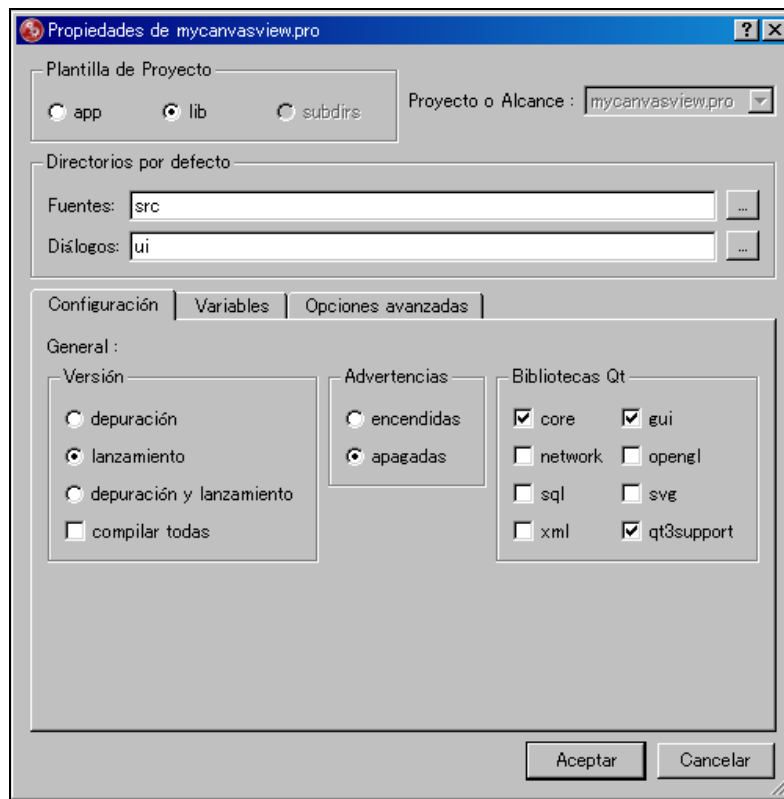 Propiedades de mycanvasview.pro
Plantilla de Proyecto
app lib subdirs
Proyecto o Alcance : mycanvasview.pro
Directorios por defecto
Fuentes: src ...
Diálogos: ui ...
Configuración Variables Opciones avanzadas
General :
Versión
depuración
lanzamiento
depuración y lanzamiento
compilar todas
Advertencias
encendidas
apagadas
Bibliotecas Qt
core gui
network opengl
sql svg
xml qt3support
Aceptar Cancelar